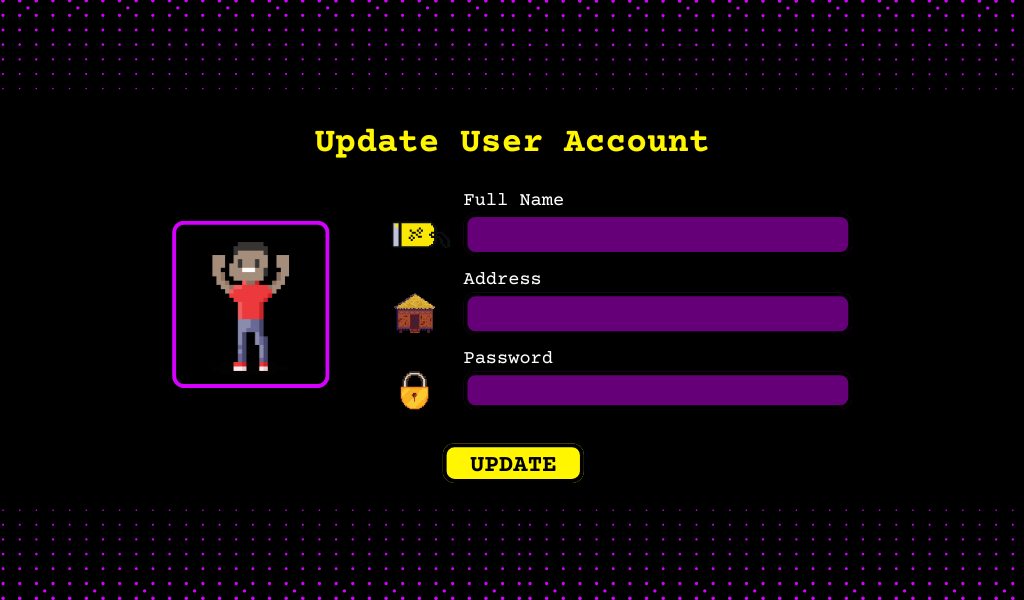 Update User Account
Full Name
Address
Password
UPDATE